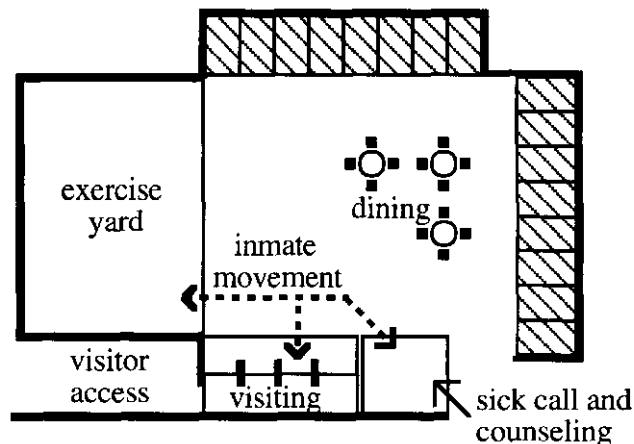 exercise
yard
dining
inmate
movement
visitor
access
visiting
sick call and
counseling